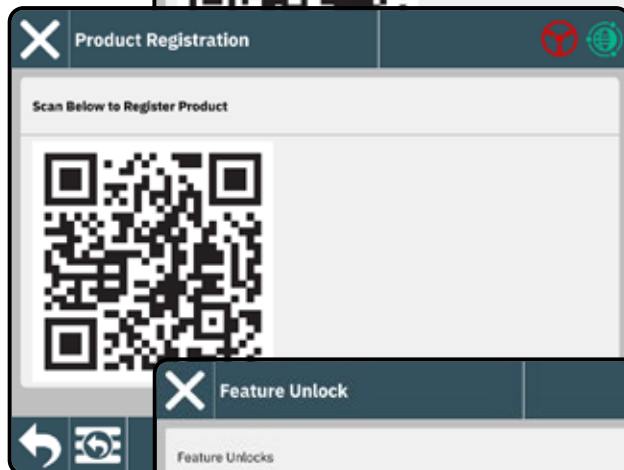 Product Registration
Scan Below to Register Product
Feature Unlock
Feature Unlocks